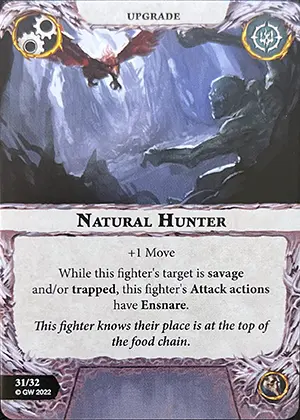 UPGRADE
NATURAL HUNTER
+1 Move
While this fighter's target is savage
and/or trapped, this fighter's Attack actions
have Ensnare.
This fighter knows their place is at the top of
the food chain.
31/32
© GW 2022